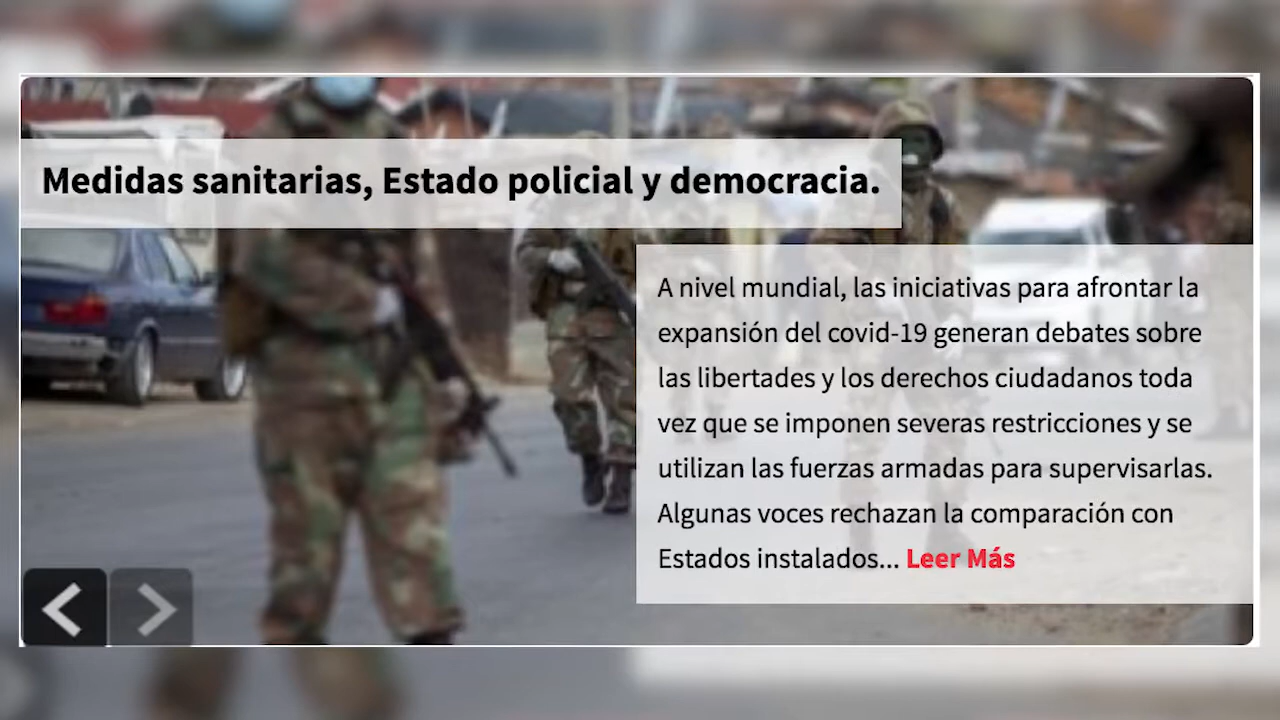 Medidas sanitarias, Estado policial y democracia.
A nivel mundial, las iniciativas para afrontar la
expansión del covid-19 generan debates sobre
las libertades y los derechos ciudadanos toda
vez que se imponen severas restricciones y se
utilizan las fuerzas armadas para supervisarlas.
Algunas voces rechazan la comparación con
Estados instalados... Leer Más